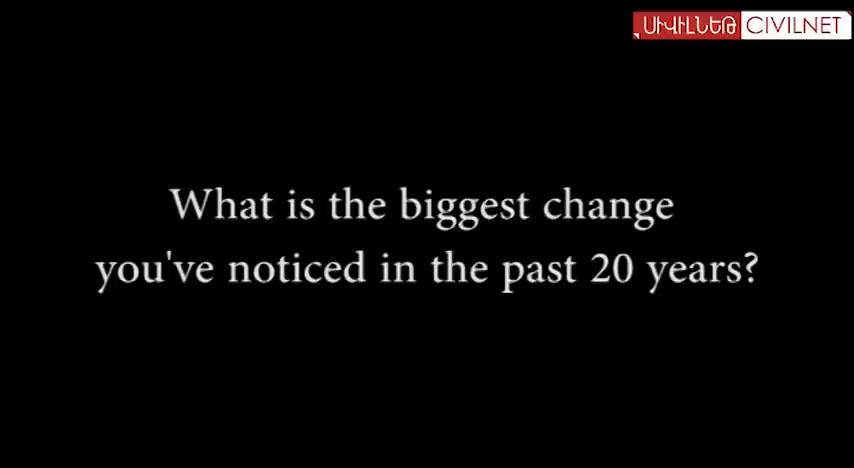 ՍԻՎԻԼՆԵԹ CIVILNET
What is the biggest change
you've noticed in the past 20 years?